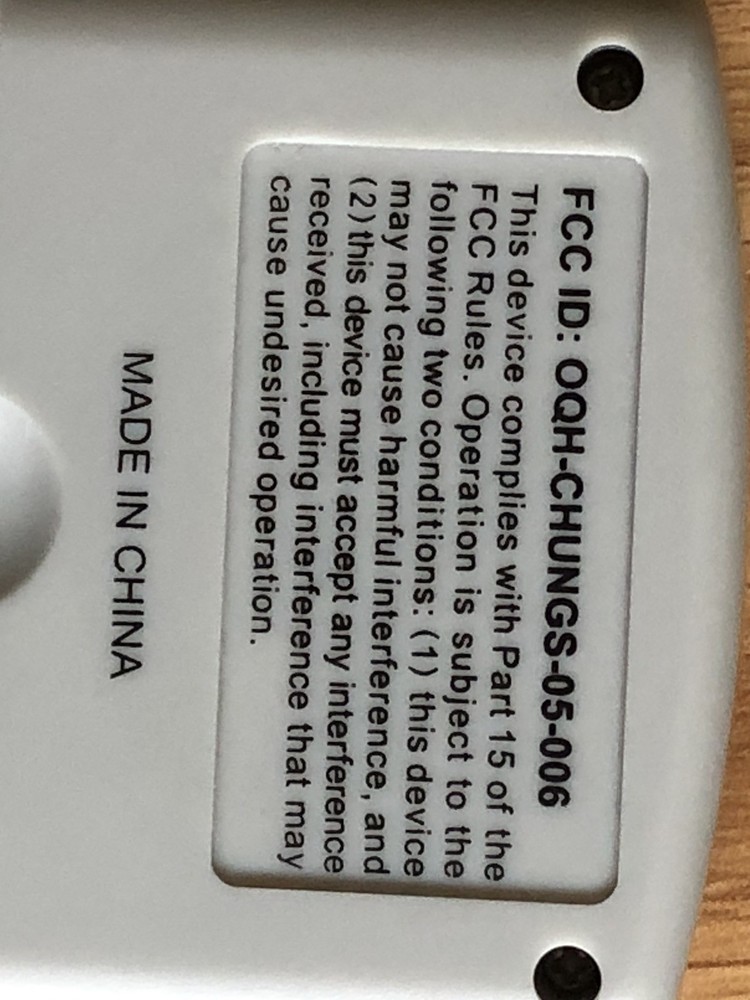 FCC ID: OQH-CHUNGS-05-006
This device complies with Part 15 of the
FCC Rules. Operation is subject to the
following two conditions: (1) this device
may not cause harmful interference, and
(2) this device must accept any interference
received, including interference that may
cause undesired operation.
MADE IN CHINA